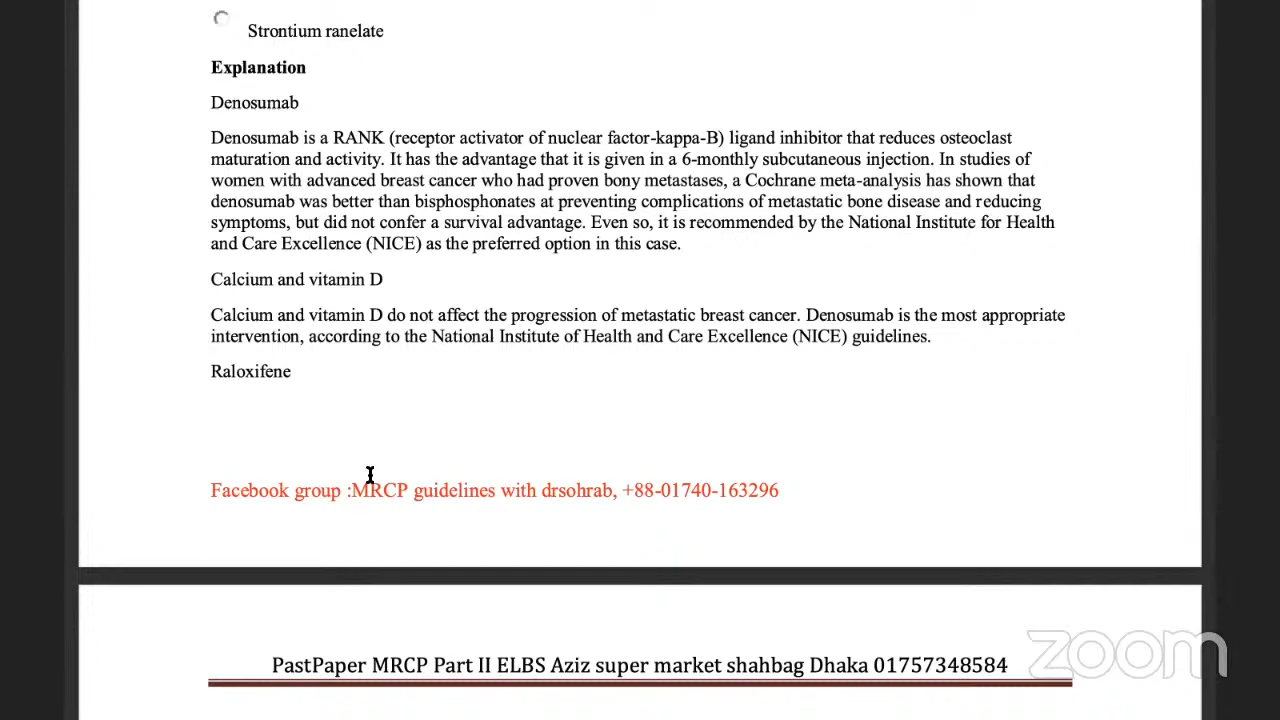 Strontium ranelate
Explanation
Denosumab
Denosumab is a RANK (receptor activator of nuclear factor-kappa-B) ligand inhibitor that reduces osteoclast
maturation and activity. It has the advantage that it is given in a 6-monthly subcutaneous injection. In studies of
women with advanced breast cancer who had proven bony metastases, a Cochrane meta-analysis has shown that
denosumab was better than bisphosphonates at preventing complications of metastatic bone disease and reducing
symptoms, but did not confer a survival advantage. Even so, it is recommended by the National Institute for Health
and Care Excellence (NICE) as the preferred option in this case.
Calcium and vitamin D
Calcium and vitamin D do not affect the progression of metastatic breast cancer. Denosumab is the most appropriate
intervention, according to the National Institute of Health and Care Excellence (NICE) guidelines.
Raloxifene
Facebook group :MRCP guidelines with drsohrab, +88-01740-163296
PastPaper MRCP Part II ELBS Aziz super market shahbag Dhaka 01757348584
zoom